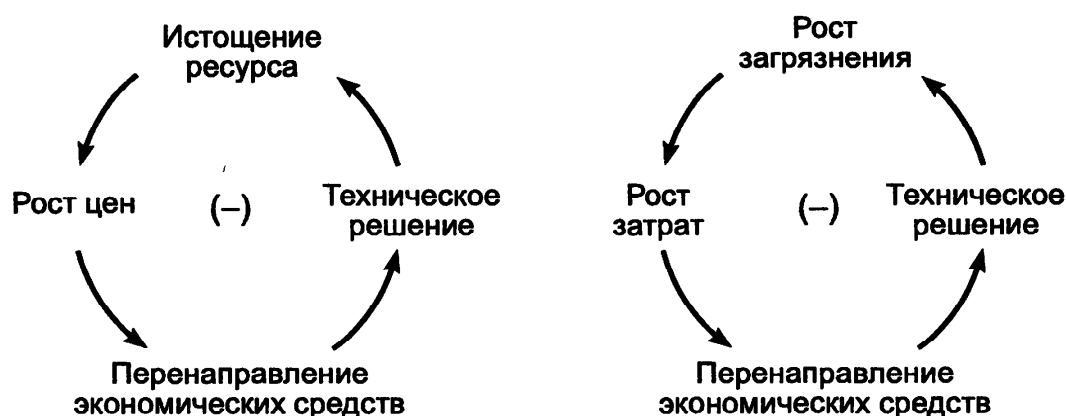 Истощение
ресурса
Рост цен
(–)
Техническое
решение
Перенаправление
экономических средств
Рост
загрязнения
Рост
затрат
(–)
Техническое
решение
Перенаправление
экономических средств